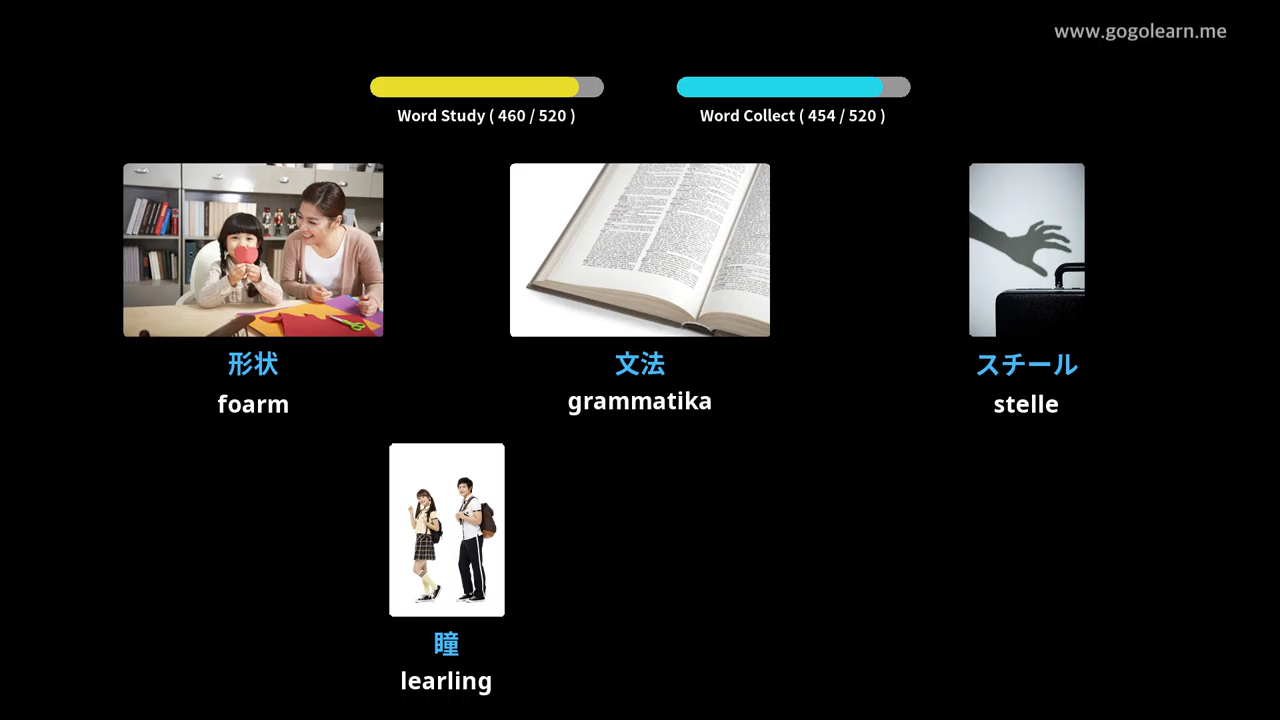 www.gogolearn.me
Word Study ( 460 / 520 )
Word Collect ( 454 / 520 )
形状
foarm
文法
grammatika
スチール
stelle
瞳
learling